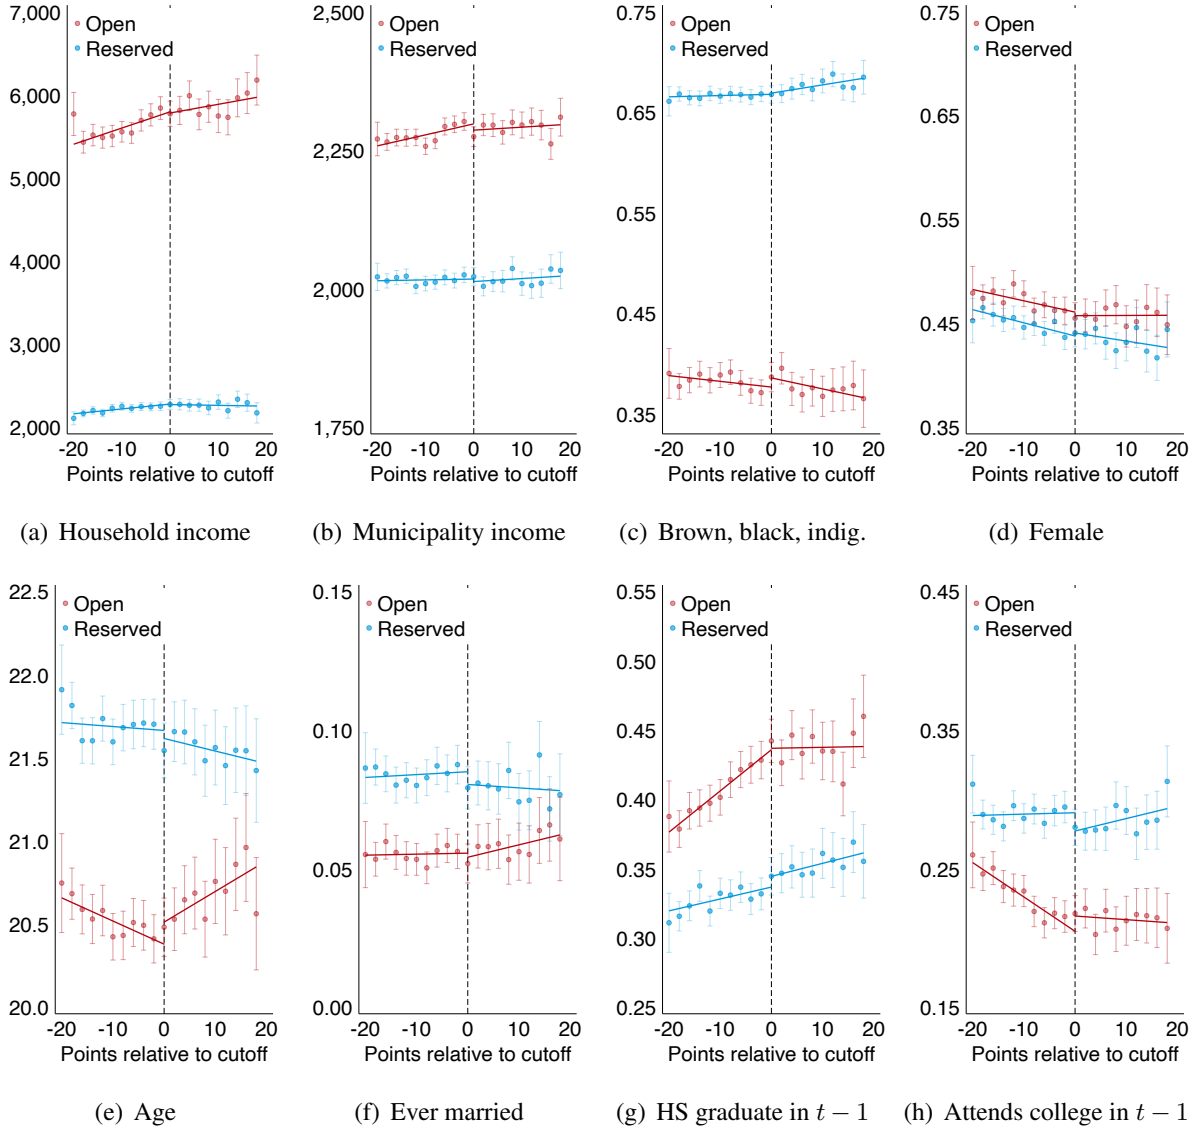 7,000
6,000
5,000
4,000
3,000
2,000
Open
Reserved
-20 -10 0 10 20
Points relative to cutoff
(a) Household income
2,500
2,250
2,000
1,750
Open
Reserved
-20 -10 0 10 20
Points relative to cutoff
(b) Municipality income
0.75
0.65
0.55
0.45
0.35
Open
Reserved
-20 -10 0 10 20
Points relative to cutoff
(c) Brown, black, indig.
0.75
0.65
0.55
0.45
0.35
Open
Reserved
-20 -10 0 10 20
Points relative to cutoff
(d) Female
22.5
22.0
21.5
21.0
20.5
20.0
Open
Reserved
-20 -10 0 10 20
Points relative to cutoff
(e) Age
0.15
0.10
0.05
0.00
Open
Reserved
-20 -10 0 10 20
Points relative to cutoff
(f) Ever married
0.55
0.50
0.45
0.40
0.35
0.30
0.25
Open
Reserved
-20 -10 0 10 20
Points relative to cutoff
(g) HS graduate in t − 1
0.45
0.35
0.25
0.15
Open
Reserved
-20 -10 0 10 20
Points relative to cutoff
(h) Attends college in t − 1